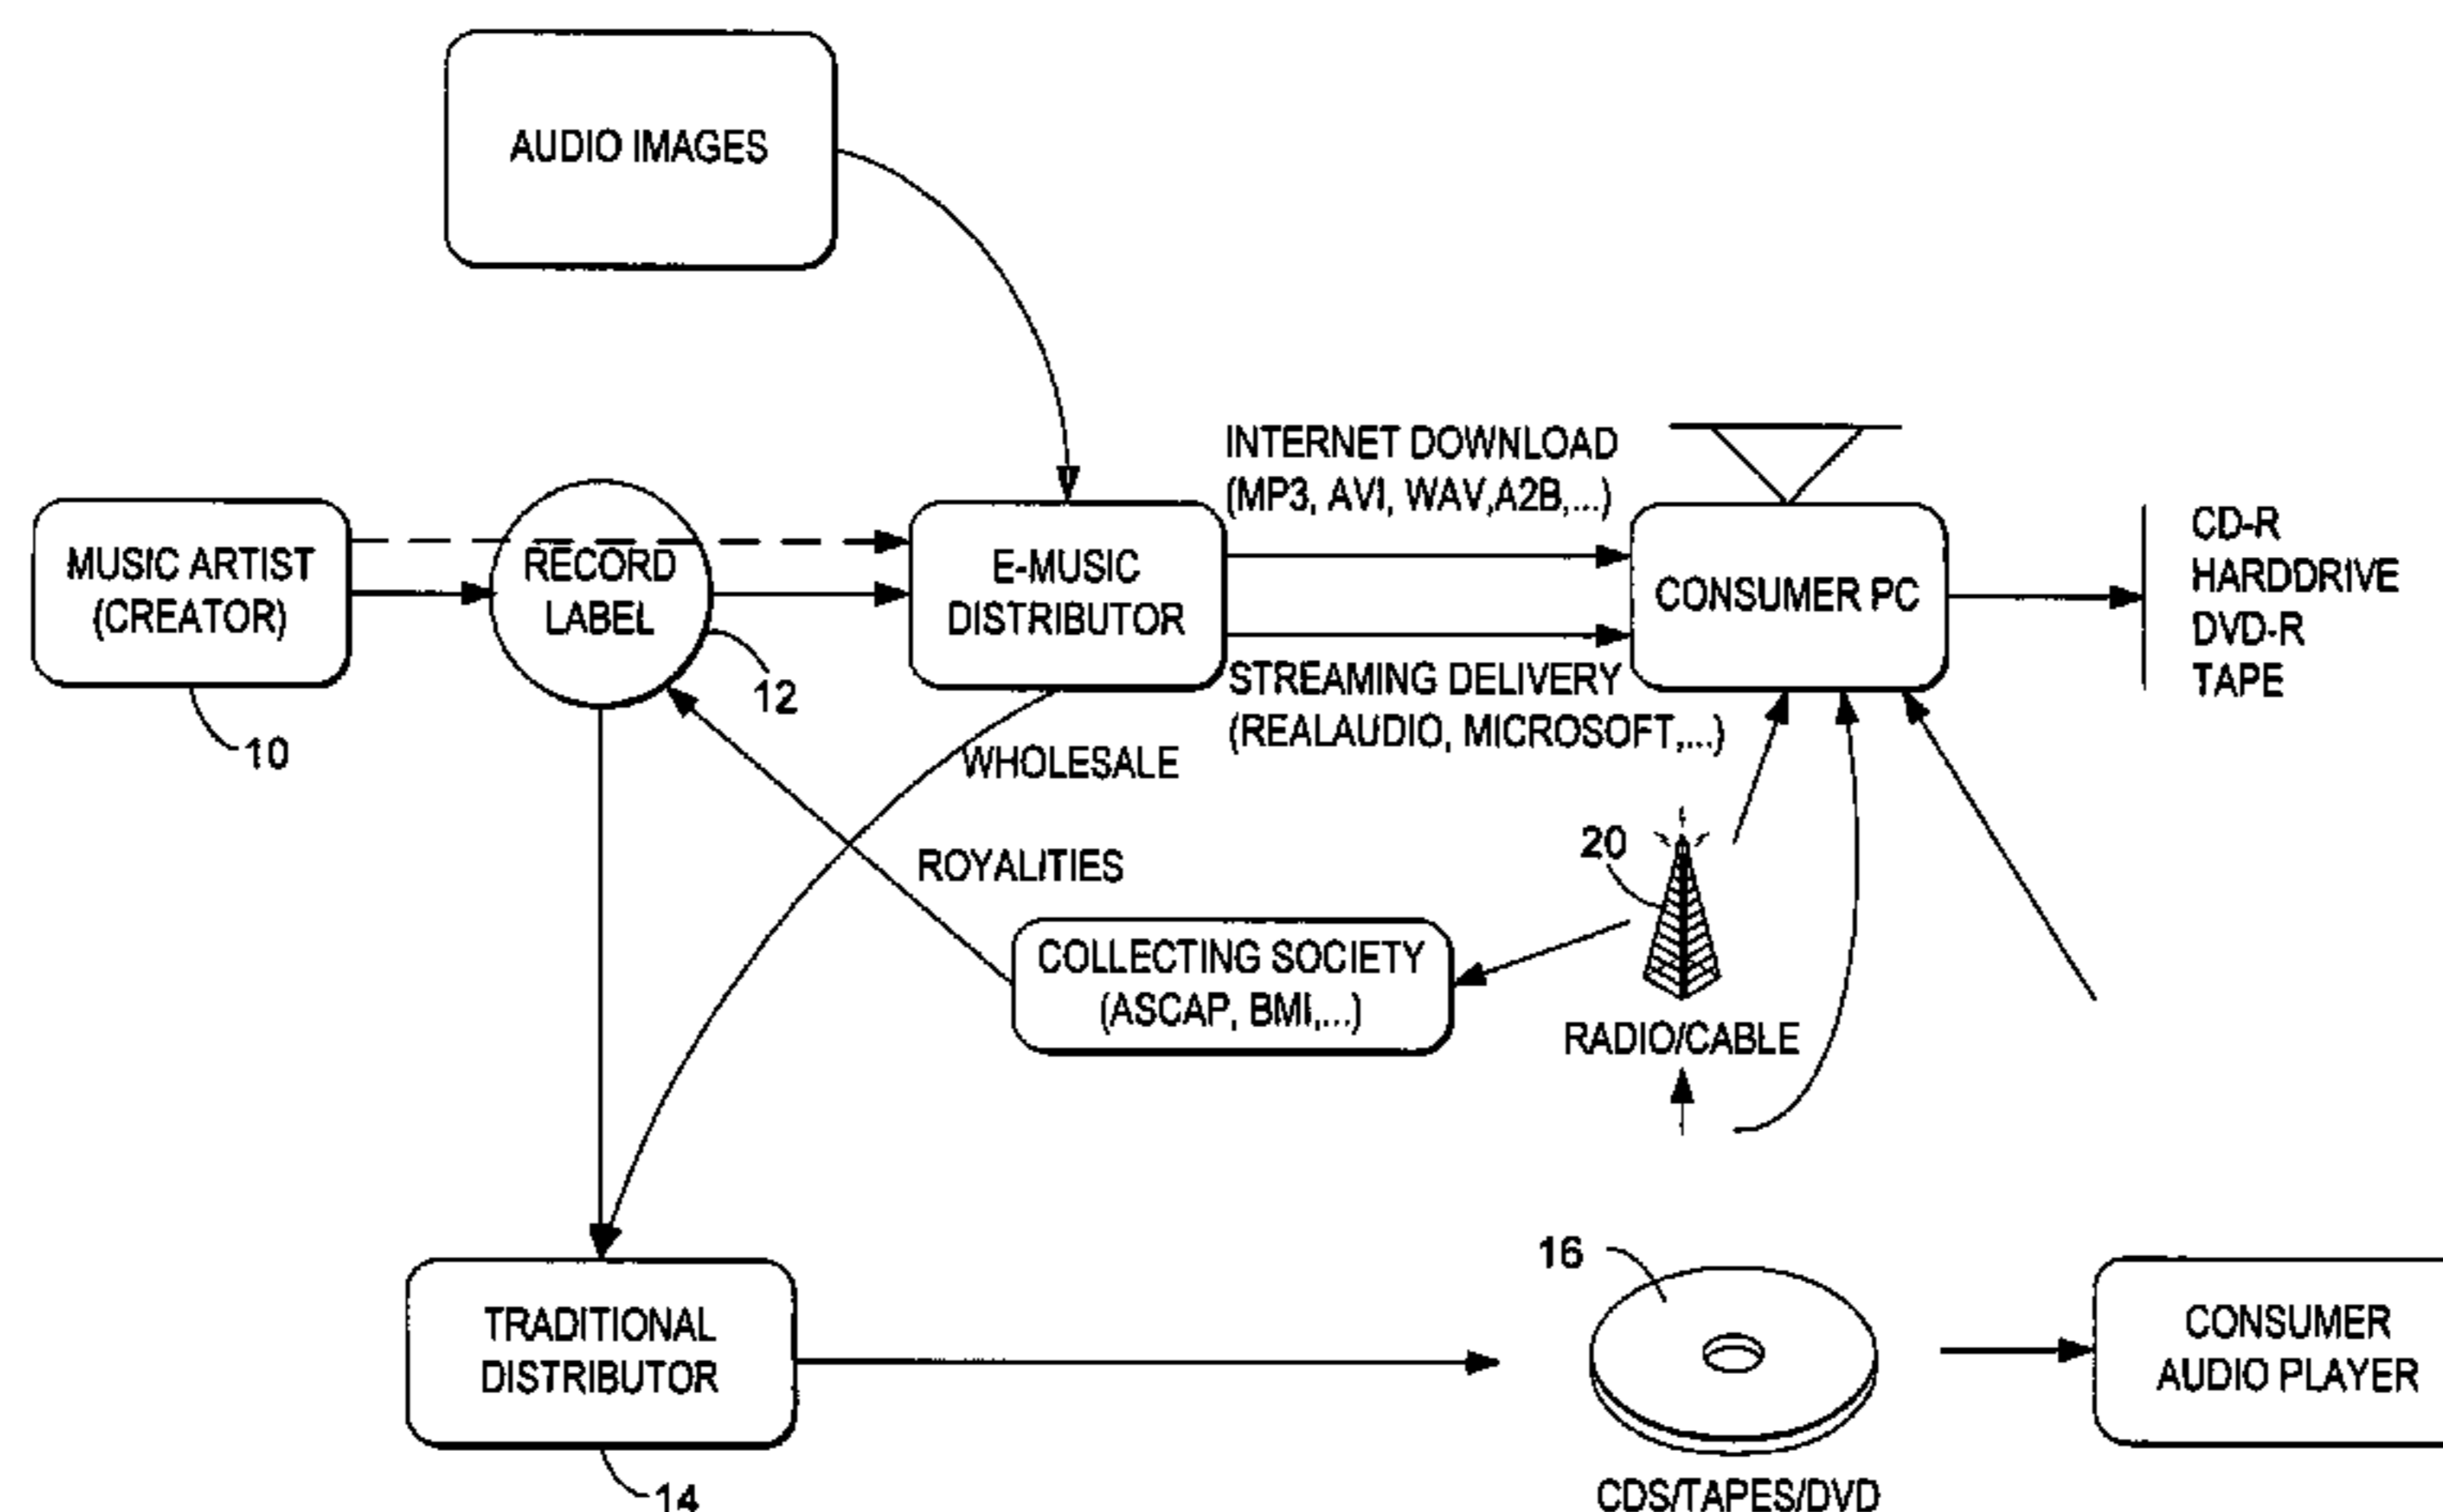 AUDIO IMAGES
INTERNET DOWNLOAD
(MP3, AVI, WAV,A2B,...)
MUSIC ARTIST
(CREATOR)
10
RECORD
LABEL
12
E-MUSIC
DISTRIBUTOR
CONSUMER PC
CD-R
HARDDRIVE
DVD-R
TAPE
STREAMING DELIVERY
(REALAUDIO, MICROSOFT,...)
WHOLESALE
ROYALITIES
COLLECTING SOCIETY
(ASCAP, BMI,...)
20
RADIO/CABLE
TRADITIONAL
DISTRIBUTOR
14
16
CDS/TAPES/DVD
CONSUMER
AUDIO PLAYER